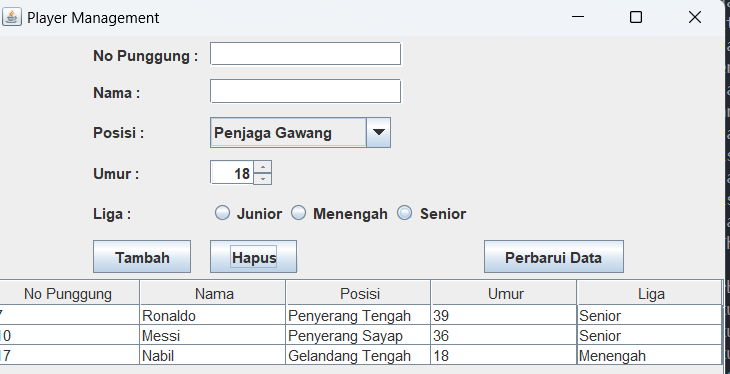 Player Management
No Punggung :
Nama :
Posisi : Penjaga Gawang
Umur : 18
Liga : Junior Menengah Senior
Tambah Hapus Perbarui Data
No Punggung Nama Posisi Umur Liga
7 Ronaldo Penyerang Tengah 39 Senior
10 Messi Penyerang Sayap 36 Senior
17 Nabil Gelandang Tengah 18 Menengah